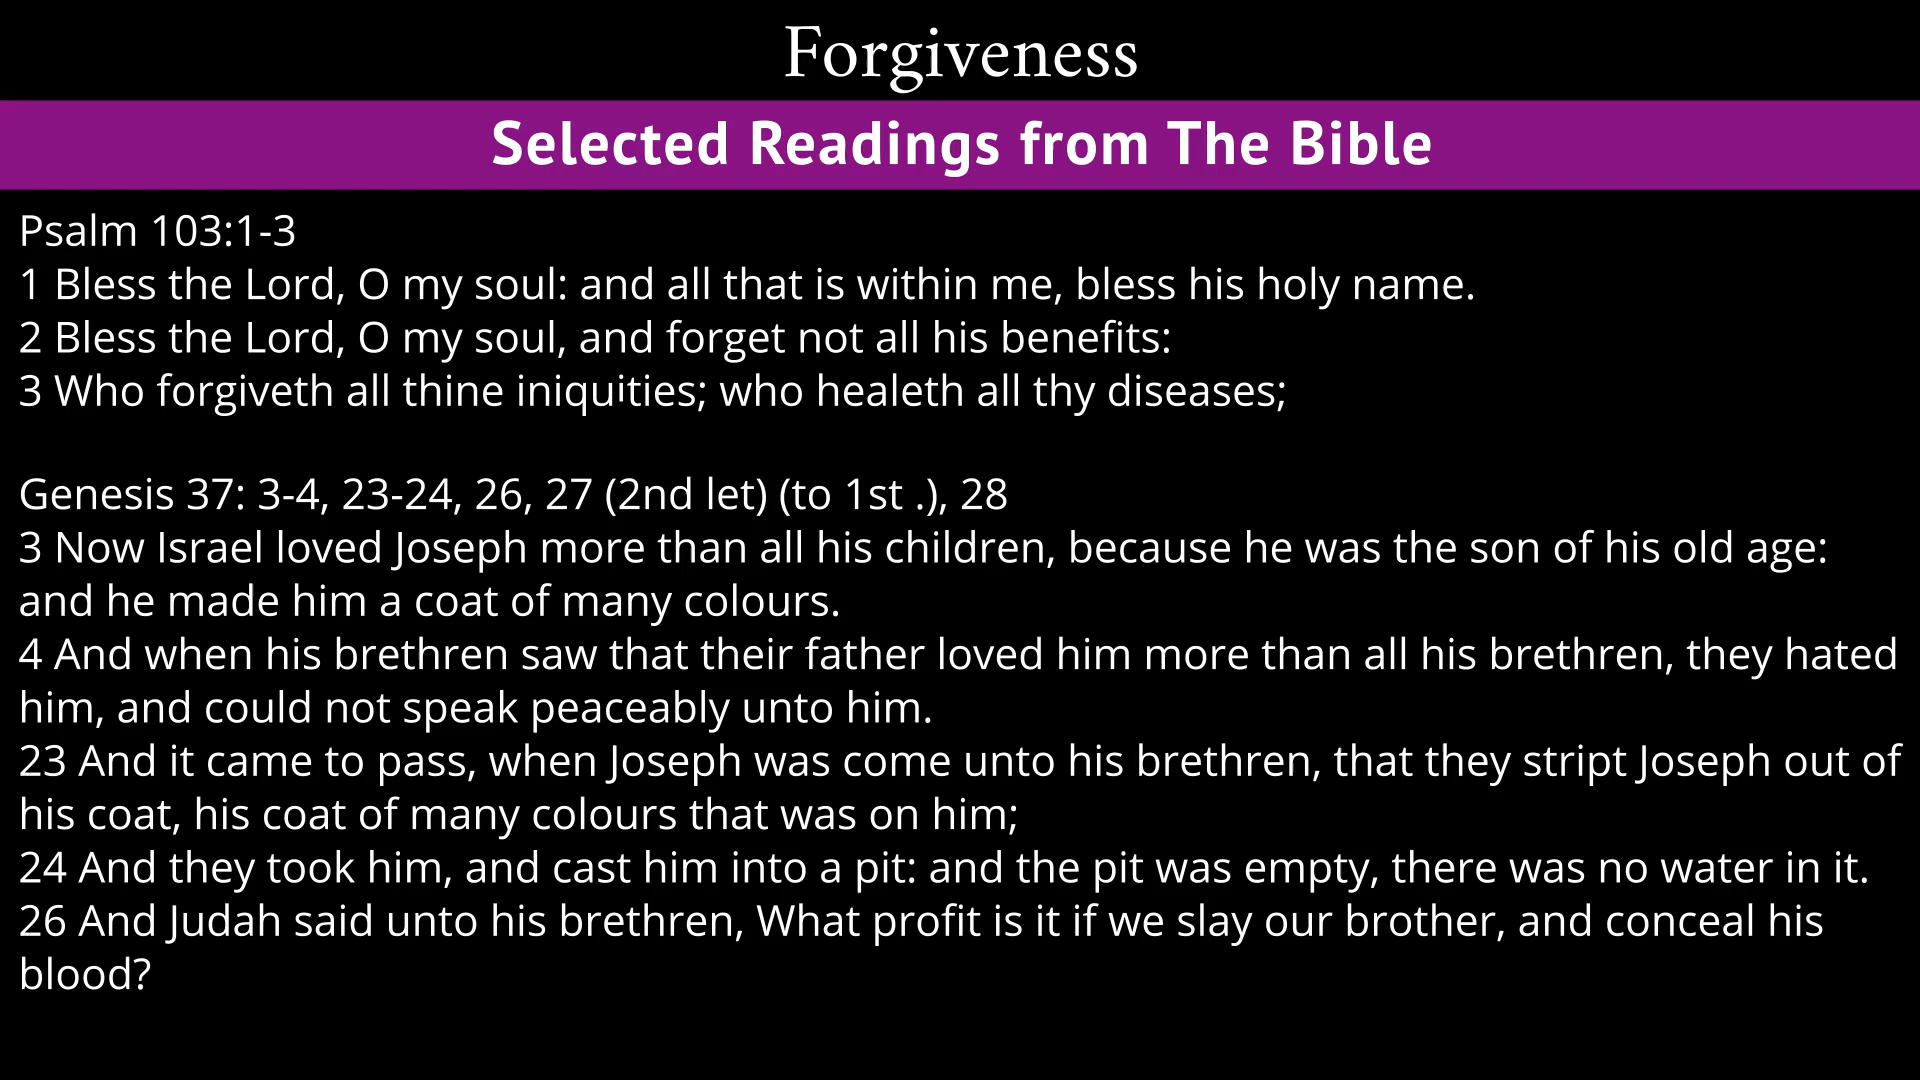 Forgiveness
Selected Readings from The Bible
Psalm 103:1-3
1 Bless the Lord, O my soul: and all that is within me, bless his holy name.
2 Bless the Lord, O my soul, and forget not all his benefits:
3 Who forgiveth all thine iniquities; who healeth all thy diseases;
Genesis 37: 3-4, 23-24, 26, 27 (2nd let) (to 1st .), 28
3 Now Israel loved Joseph more than all his children, because he was the son of his old age:
and he made him a coat of many colours.
4 And when his brethren saw that their father loved him more than all his brethren, they hated
him, and could not speak peaceably unto him.
23 And it came to pass, when Joseph was come unto his brethren, that they stript Joseph out of
his coat, his coat of many colours that was on him;
24 And they took him, and cast him into a pit: and the pit was empty, there was no water in it.
26 And Judah said unto his brethren, What profit is it if we slay our brother, and conceal his
blood?